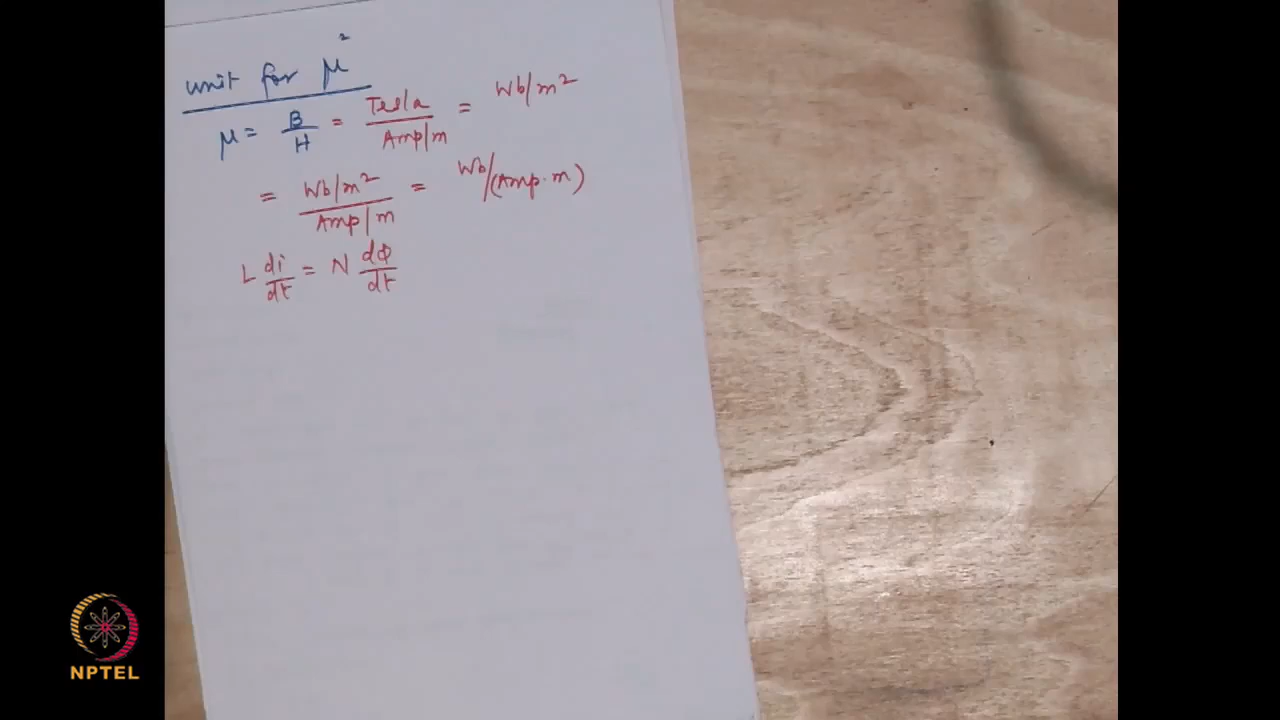 unit for μ ?
μ = B/H = Tesla/Amp/m = Wb/m²
= Wb/m²/Amp/m = Wb/(Amp.m)
L di/dt = N dΦ/dt
NPTEL